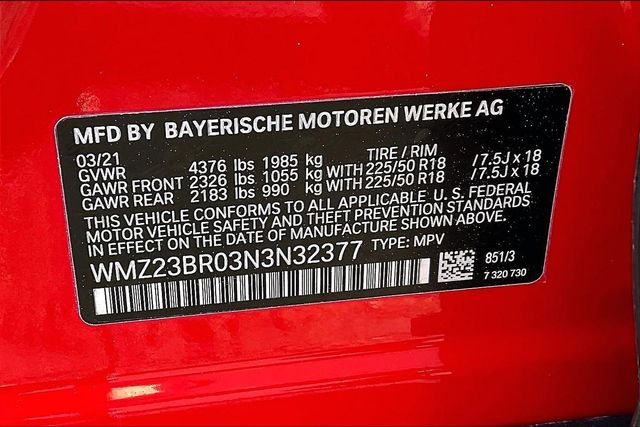 MFD BY BAYERISCHE MOTOREN WERKE AG
03/21 TIRE / RIM
GVWR 4376 lbs 1985 kg
GAWR FRONT 2326 lbs 1055 kg WITH 225/50 R18 /7.5J x 18
GAWR REAR 2183 lbs 990 kg WITH 225/50 R18 /7.5J x 18
THIS VEHICLE CONFORMS TO ALL APPLICABLE U. S. FEDERAL
MOTOR VEHICLE SAFETY AND THEFT PREVENTION STANDARDS
IN EFFECT ON THE DATE OF MANUFACTURE SHOWN ABOVE.
WMZ23BR03N3N32377 TYPE: MPV
851/3
7 320 730